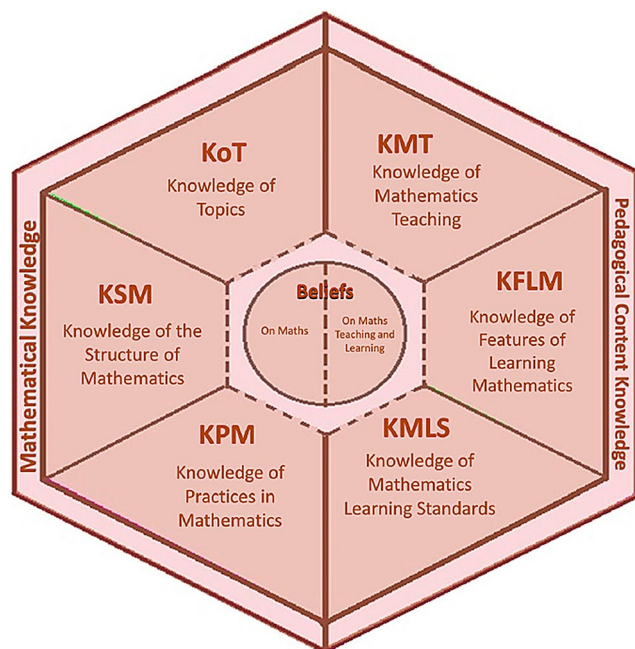 KoT
Knowledge of
Topics
KMT
Knowledge of
Mathematics
Teaching
Mathematical Knowledge
KSM
Knowledge of the
Structure of
Mathematics
Beliefs
On Maths
On Maths
Teaching and
Learning
KFLM
Knowledge of
Features of
Learning
Mathematics
Pedagogical Content Knowledge
KPM
Knowledge of
Practices in
Mathematics
KMLS
Knowledge of
Mathematics
Learning Standards